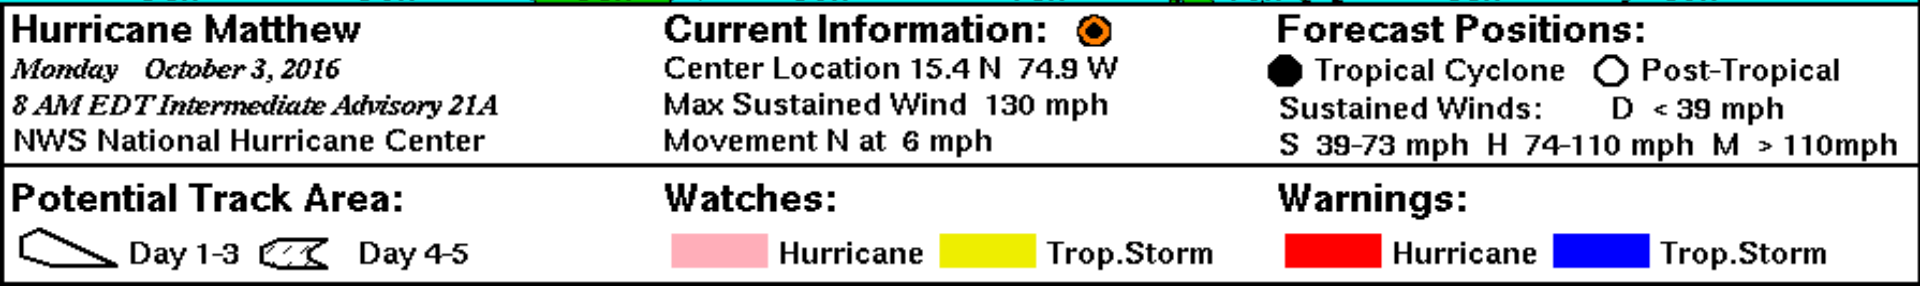 Hurricane Matthew
Monday October 3, 2016
8 AM EDT Intermediate Advisory 21A
NWS National Hurricane Center
Current Information:
Center Location 15.4 N 74.9 W
Max Sustained Wind 130 mph
Movement N at 6 mph
Forecast Positions:
Tropical Cyclone Post-Tropical
Sustained Winds: D < 39 mph
S 39-73 mph H 74-110 mph M > 110mph
Potential Track Area:
Day 1-3 Day 4-5
Watches:
Hurricane Trop.Storm
Warnings:
Hurricane Trop.Storm